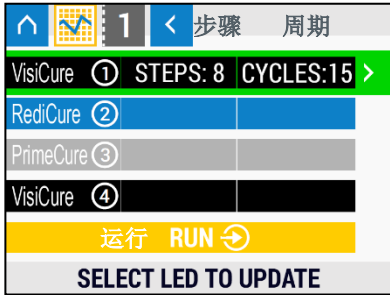 1 步骤 周期
VisiCure ① STEPS: 8 CYCLES:15
RediCure ②
PrimeCure ③
VisiCure ④
运行 RUN
SELECT LED TO UPDATE